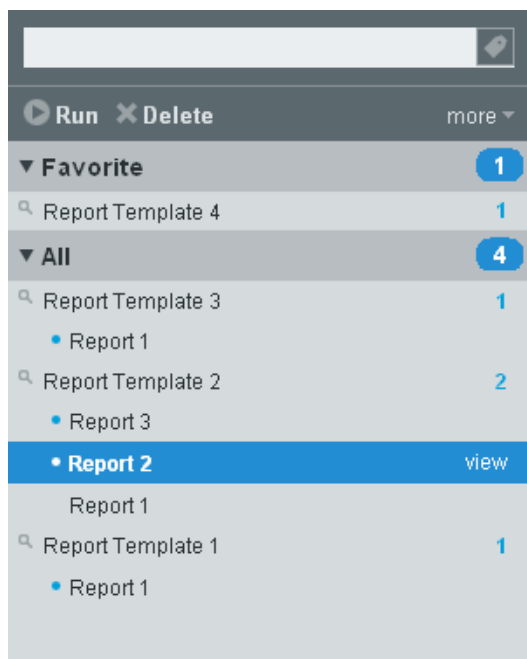 Run Delete more
Favorite 1
Report Template 4 1
All 4
Report Template 3 1
Report 1
Report Template 2 2
Report 3
Report 2 view
Report 1
Report Template 1 1
Report 1